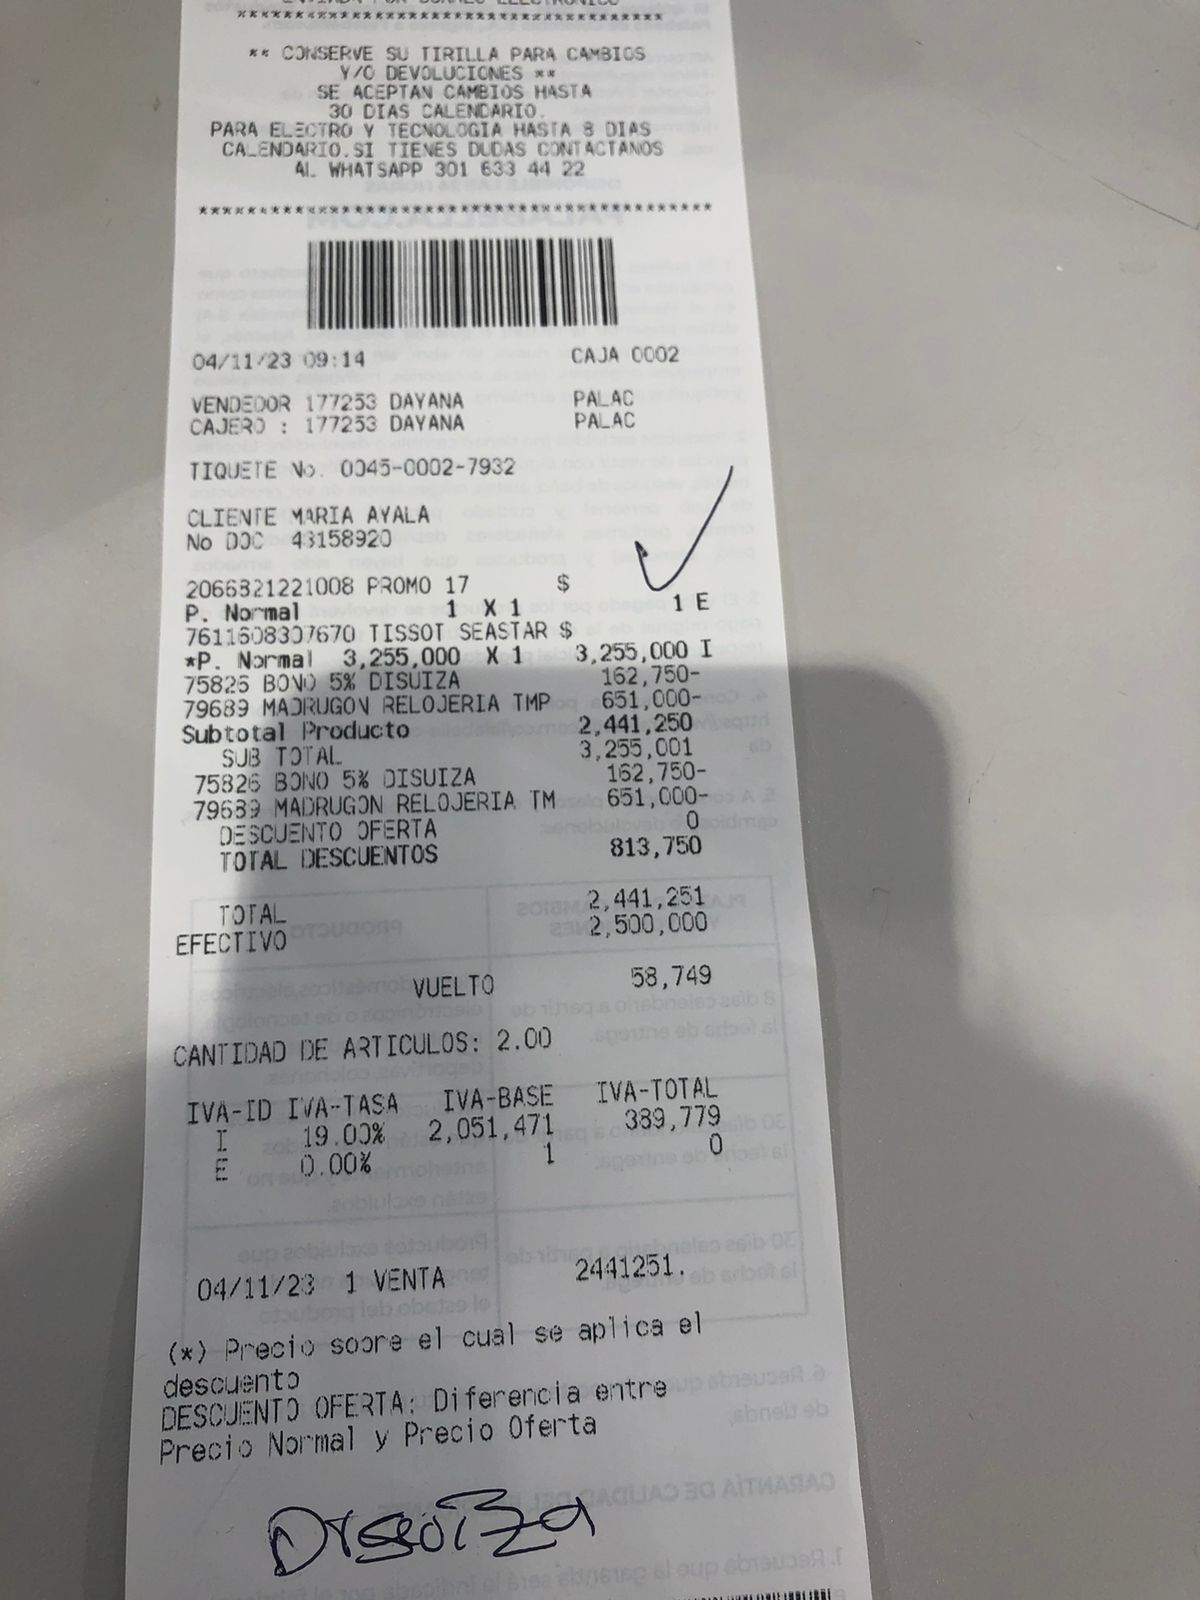 ENVIADA POR CORREO ELECTRONICO
******************************************
** CONSERVE SU TIRILLA PARA CAMBIOS
Y/O DEVOLUCIONES **
SE ACEPTAN CAMBIOS HASTA
30 DIAS CALENDARIO.
PARA ELECTRO Y TECNOLOGIA HASTA 8 DIAS
CALENDARIO.SI TIENES DUDAS CONTACTANOS
AL WHATSAPP 301 633 44 22
******************************************
04/11/23 09:14 CAJA 0002
VENDEDOR 177253 DAYANA PALAC
CAJERO : 177253 DAYANA PALAC
TIQUETE No. 0045-0002-7932
CLIENTE MARIA AYALA
No DOC 43158920
2066821221008 PROMO 17 $
P. Normal 1 X 1 1 E
7611608307670 TISSOT SEASTAR $
*P. Normal 3,255,000 X 1 3,255,000 I
75826 BONO 5% DISUIZA 162,750-
79689 MADRUGON RELOJERIA TMP 651,000-
Subtotal Producto 2,441,250
SUB TOTAL 3,255,001
75826 BONO 5% DISUIZA 162,750-
79689 MADRUGON RELOJERIA TM 651,000-
DESCUENTO OFERTA 0
TOTAL DESCUENTOS 813,750
TOTAL 2,441,251
EFECTIVO 2,500,000
VUELTO 58,749
CANTIDAD DE ARTICULOS: 2.00
IVA-ID IVA-TASA IVA-BASE IVA-TOTAL
I 19.00% 2,051,471 389,779
E 0.00% 1 0
04/11/23 1 VENTA 2441251.
(*) Precio sobre el cual se aplica el
descuento
DESCUENTO OFERTA: Diferencia entre
Precio Normal y Precio Oferta
Disuiza